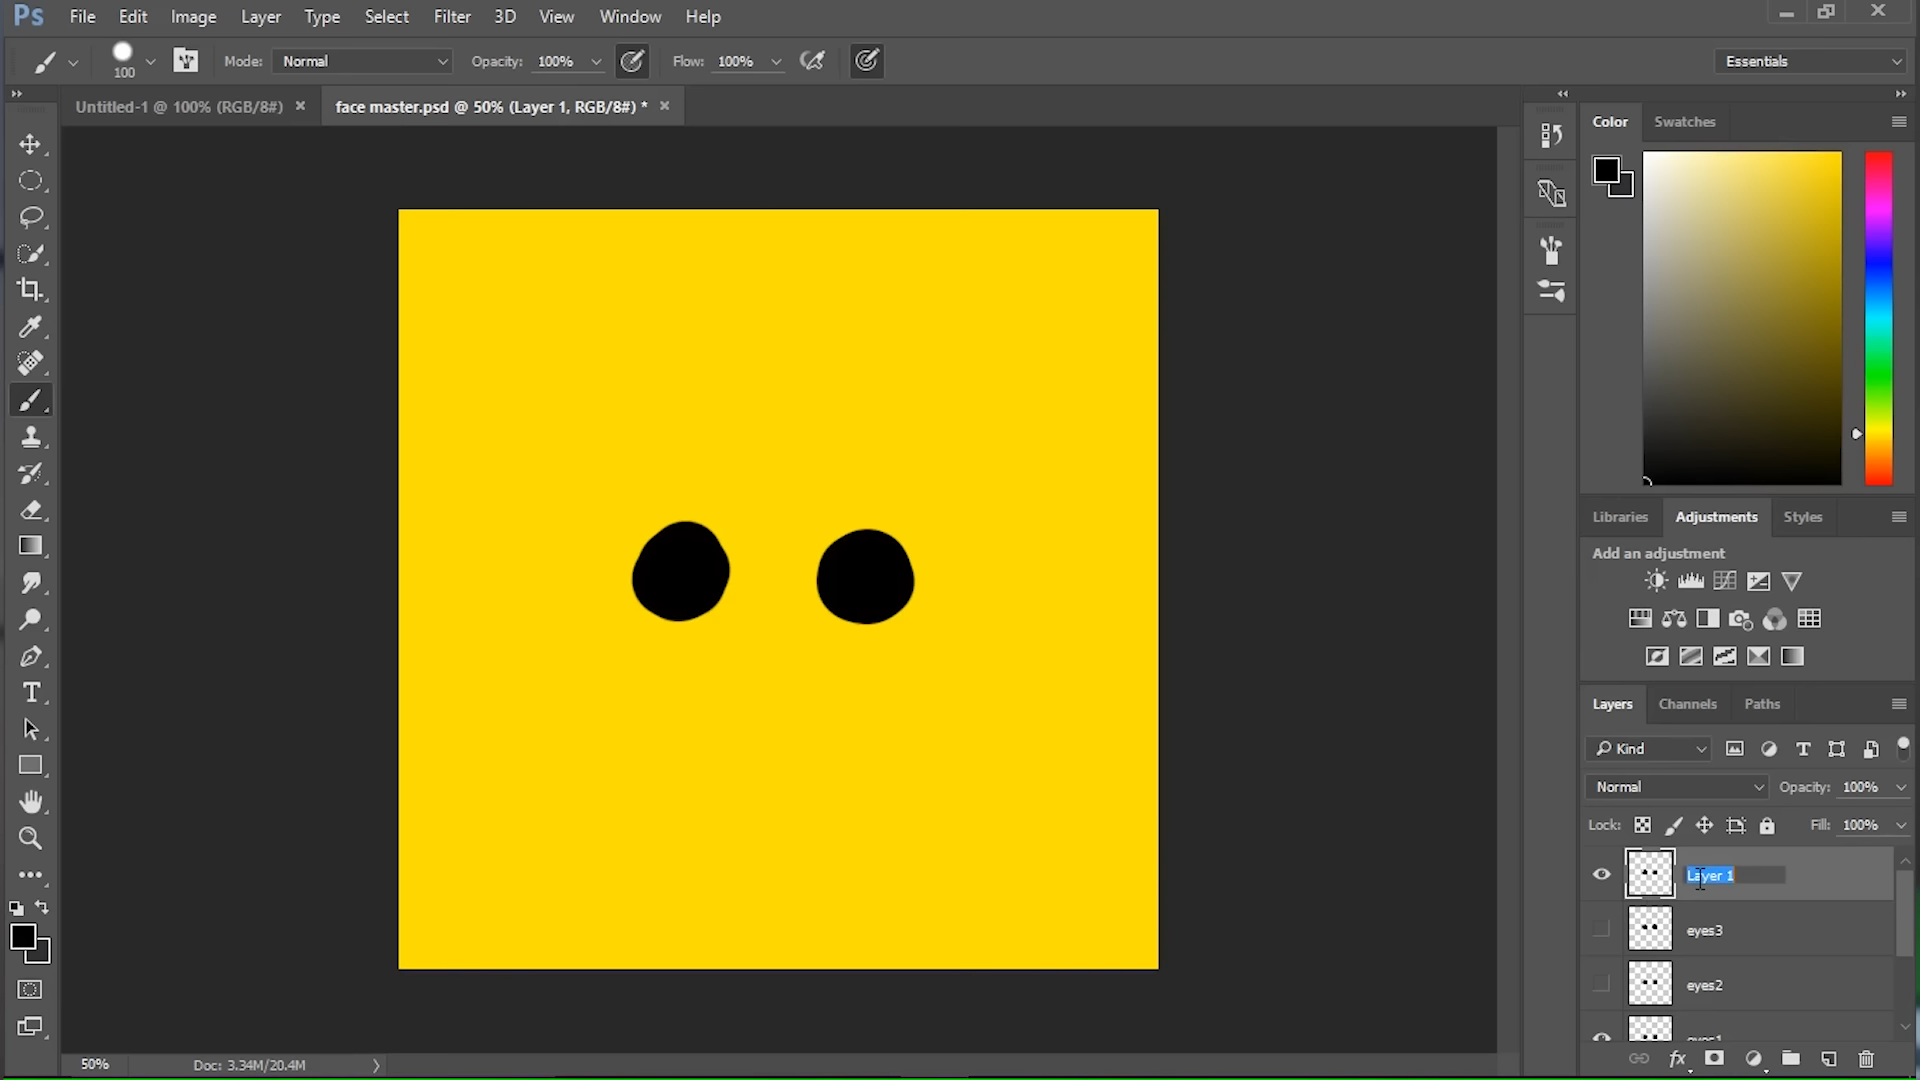 Ps File Edit Image Layer Type Select Filter 3D View Window Help
100 Mode: Normal Opacity: 100% Flow: 100% Essentials
Untitled-1 @ 100% (RGB/8#) × face master.psd @ 50% (Layer 1, RGB/8#) * ×
Color Swatches
Libraries Adjustments Styles
Add an adjustment
Layers Channels Paths
Kind
Normal Opacity: 100%
Lock: Fill: 100%
Layer 1
eyes3
eyes2
eyes1
fx
50% Doc: 3.34M/20.4M